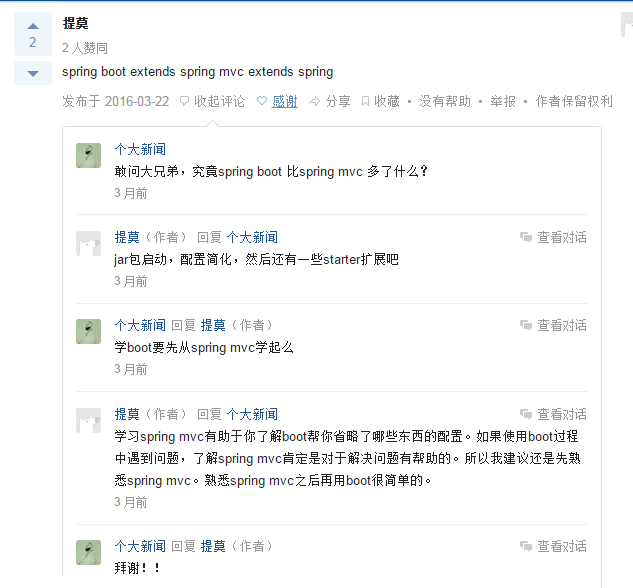 提莫
2
2 人赞同
spring boot extends spring mvc extends spring
发布于 2016-03-22 收起评论 感谢 分享 收藏 • 没有帮助 • 举报 • 作者保留权利
个大新闻
敢问大兄弟，究竟spring boot 比spring mvc 多了什么？
3 月前
提莫（作者） 回复 个大新闻 查看对话
jar包启动，配置简化，然后还有一些starter扩展吧
3 月前
个大新闻 回复 提莫（作者） 查看对话
学boot要先从spring mvc学起么
3 月前
提莫（作者） 回复 个大新闻 查看对话
学习spring mvc有助于你了解boot帮你省略了哪些东西的配置。如果使用boot过程
中遇到问题，了解spring mvc肯定是对于解决问题有帮助的。所以我建议还是先熟
悉spring mvc。熟悉spring mvc之后再用boot很简单的。
3 月前
个大新闻 回复 提莫（作者） 查看对话
拜谢！！